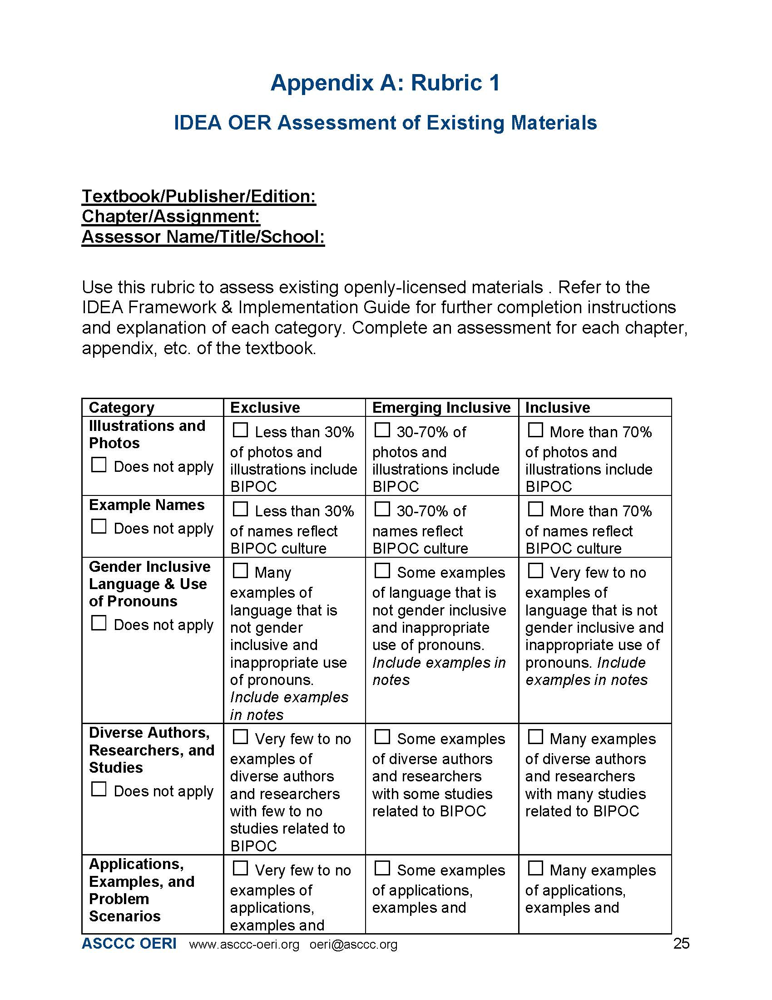 Appendix A: Rubric 1
IDEA OER Assessment of Existing Materials
Textbook/Publisher/Edition:
Chapter/Assignment:
Assessor Name/Title/School:
Use this rubric to assess existing openly-licensed materials . Refer to the
IDEA Framework & Implementation Guide for further completion instructions
and explanation of each category. Complete an assessment for each chapter,
appendix, etc. of the textbook.
Category
Exclusive
Emerging Inclusive
Inclusive
Illustrations and
Photos
☐ Does not apply
☐ Less than 30%
of photos and
illustrations include
BIPOC
☐ 30-70% of
photos and
illustrations include
BIPOC
☐ More than 70%
of photos and
illustrations include
BIPOC
Example Names
☐ Does not apply
☐ Less than 30%
of names reflect
BIPOC culture
☐ 30-70% of
names reflect
BIPOC culture
☐ More than 70%
of names reflect
BIPOC culture
Gender Inclusive
Language & Use
of Pronouns
☐ Does not apply
☐ Many
examples of
language that is
not gender
inclusive and
inappropriate use
of pronouns.
Include examples
in notes
☐ Some examples
of language that is
not gender inclusive
and inappropriate
use of pronouns.
Include examples in
notes
☐ Very few to no
examples of
language that is not
gender inclusive and
inappropriate use of
pronouns. Include
examples in notes
Diverse Authors,
Researchers, and
Studies
☐ Does not apply
☐ Very few to no
examples of
diverse authors
and researchers
with few to no
studies related to
BIPOC
☐ Some examples
of diverse authors
and researchers
with some studies
related to BIPOC
☐ Many examples
of diverse authors
and researchers
with many studies
related to BIPOC
Applications,
Examples, and
Problem
Scenarios
☐ Very few to no
examples of
applications,
examples and
☐ Some examples
of applications,
examples and
☐ Many examples
of applications,
examples and
ASCCC OERI www.asccc-oeri.org oeri@asccc.org 25